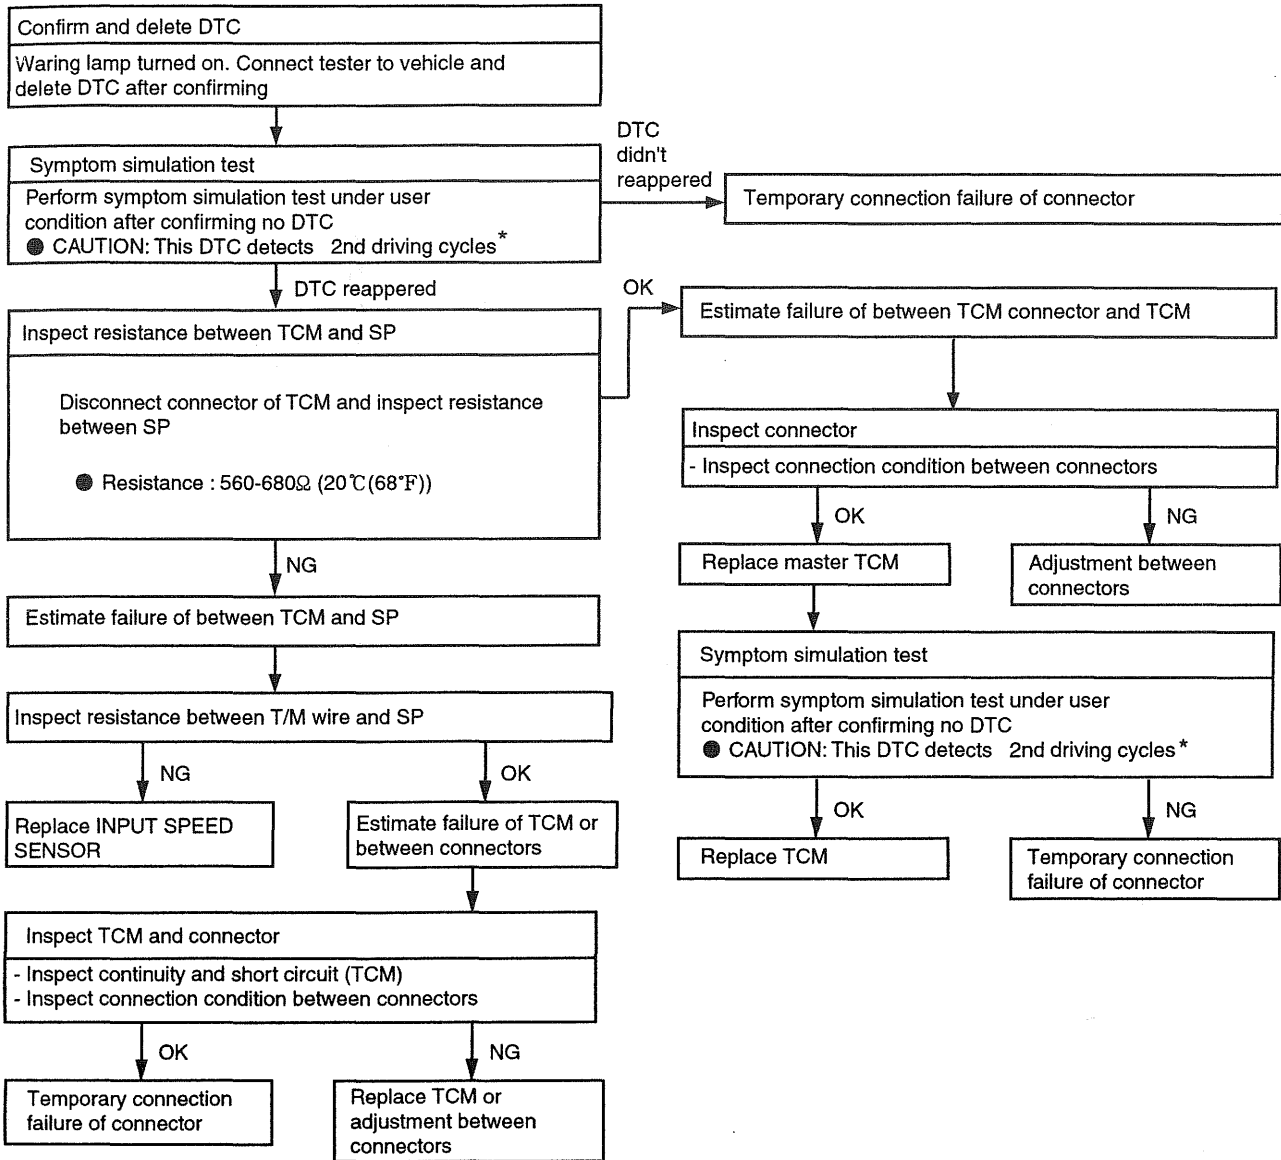 Confirm and delete DTC
Waring lamp turned on. Connect tester to vehicle and
delete DTC after confirming
Symptom simulation test
Perform symptom simulation test under user
condition after confirming no DTC
● CAUTION: This DTC detects 2nd driving cycles*
DTC
didn't
reappered
Temporary connection failure of connector
DTC reappered
Inspect resistance between TCM and SP
Disconnect connector of TCM and inspect resistance
between SP
● Resistance : 560-680Ω (20℃(68°F))
OK
Estimate failure of between TCM connector and TCM
Inspect connector
- Inspect connection condition between connectors
OK
NG
Replace master TCM
Adjustment between
connectors
Symptom simulation test
Perform symptom simulation test under user
condition after confirming no DTC
● CAUTION: This DTC detects 2nd driving cycles*
OK
NG
Replace TCM
Temporary connection
failure of connector
NG
Estimate failure of between TCM and SP
Inspect resistance between T/M wire and SP
NG
OK
Replace INPUT SPEED
SENSOR
Estimate failure of TCM or
between connectors
Inspect TCM and connector
- Inspect continuity and short circuit (TCM)
- Inspect connection condition between connectors
OK
NG
Temporary connection
failure of connector
Replace TCM or
adjustment between
connectors